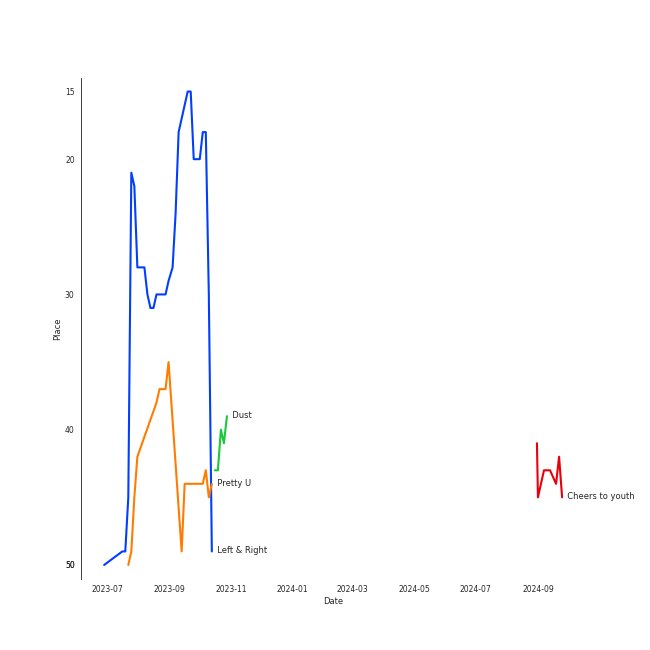 15
20
30
Place
40
50
Dust
Pretty U
Left & Right
Cheers to youth
2023-07 2023-09 2023-11 2024-01 2024-03 2024-05 2024-07 2024-09
Date